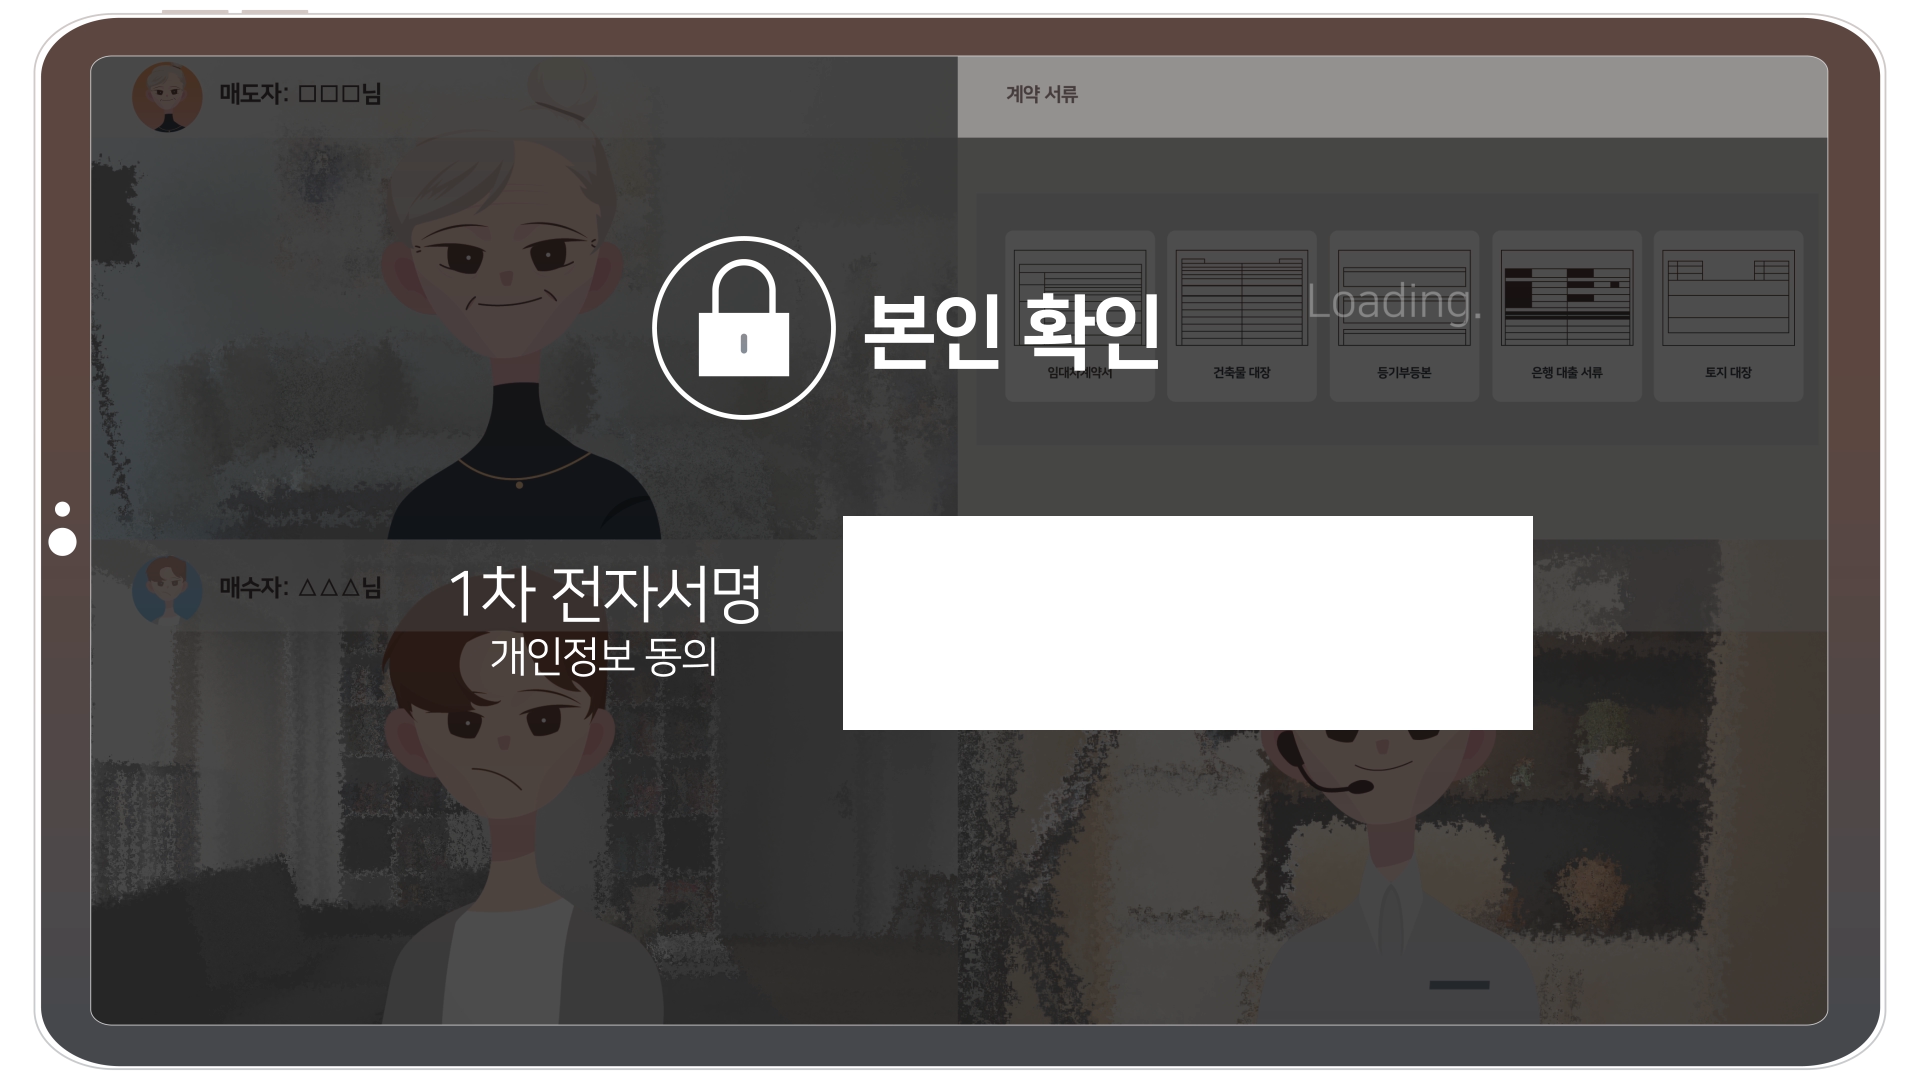 매도자: □□□님
계약 서류
본인 확인
Loading.
임대차계약서
건축물 대장
등기부등본
은행 대출 서류
토지 대장
매수자: △△△님
1차 전자서명
개인정보 동의